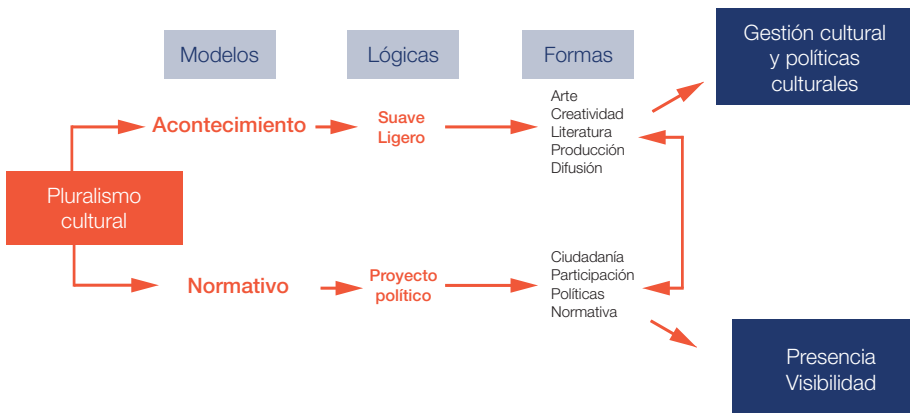 Modelos
Lógicas
Formas
Gestión cultural
y políticas
culturales
Acontecimiento
Suave
Ligero
Arte
Creatividad
Literatura
Producción
Difusión
Pluralismo
cultural
Normativo
Proyecto
político
Ciudadanía
Participación
Políticas
Normativa
Presencia
Visibilidad